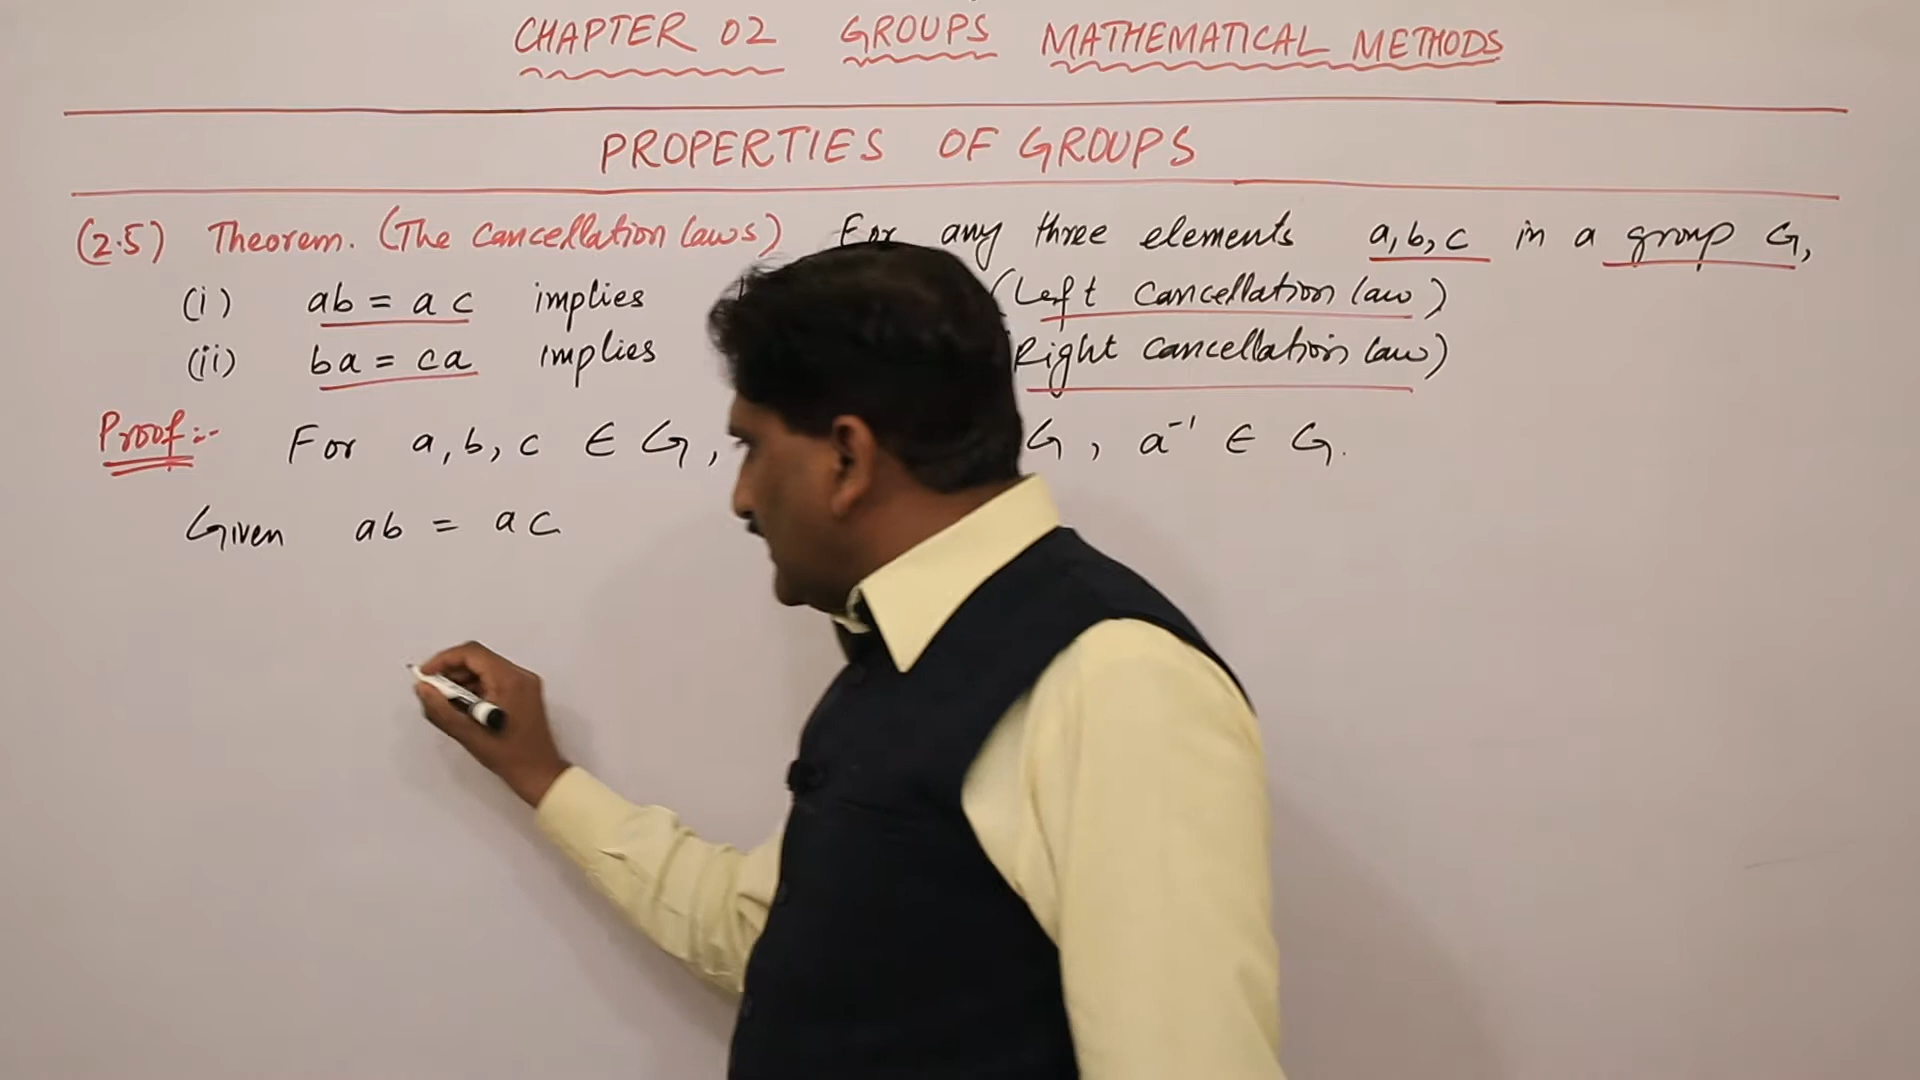 CHAPTER 02 GROUPS MATHEMATICAL METHODS
PROPERTIES OF GROUPS
(2.5) Theorem. (The Cancellation Laws) For any three elements a, b, c in a group G,
(i) ab = ac implies (Left Cancellation Law)
(ii) ba = ca implies Right Cancellation Law)
Proof:- For a, b, c ∈ G, G, a⁻¹ ∈ G.
Given ab = ac